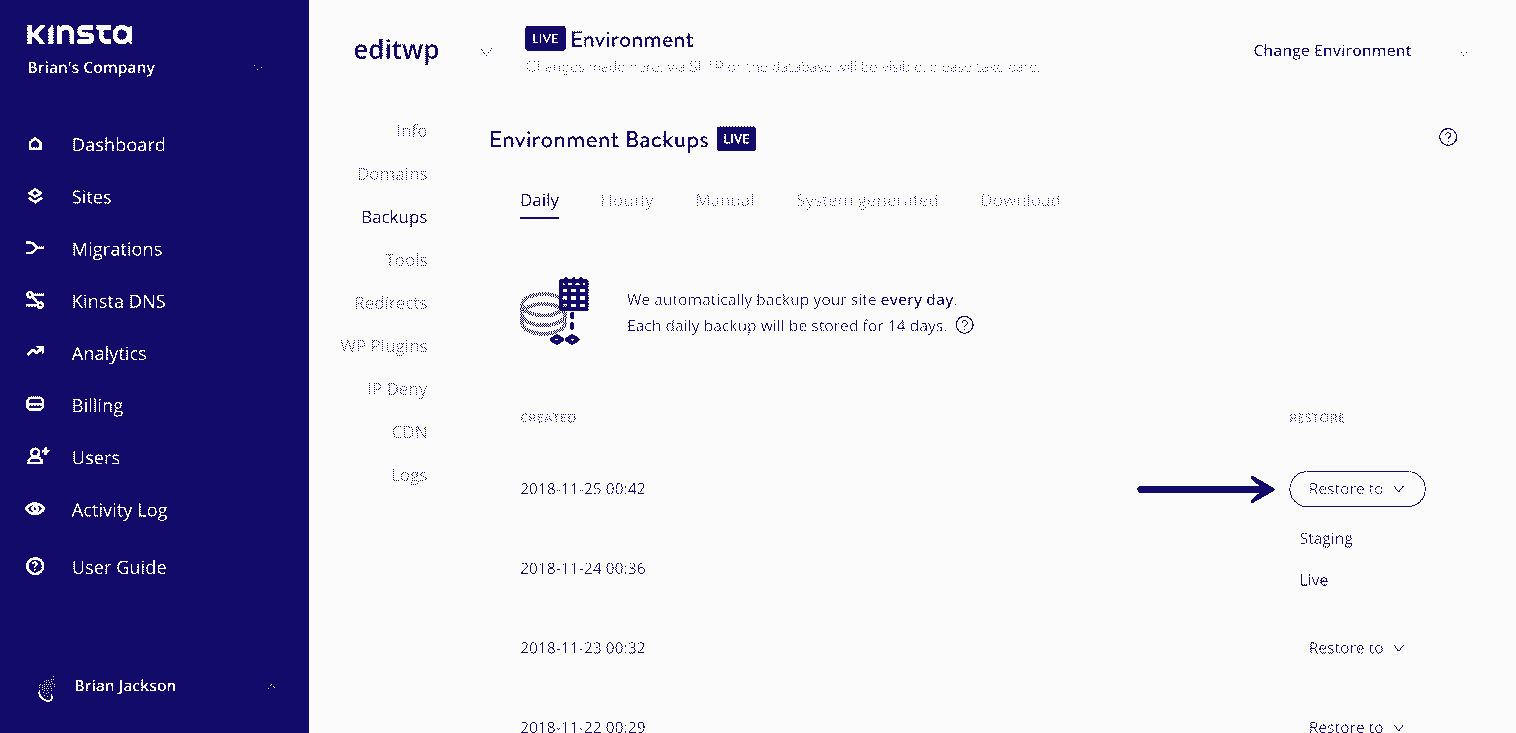 KINSTA
Brian's Company
Dashboard
Sites
Migrations
Kinsta DNS
Analytics
Billing
Users
Activity Log
User Guide
Brian Jackson
editwp
Info
Domains
Backups
Tools
Redirects
WP Plugins
IP Deny
CDN
Logs
LIVE Environment
Changes made here, via SFTP or the database will be visible, please take care.
Change Environment
Environment Backups LIVE
Daily Hourly Manual System generated Download
We automatically backup your site every day.
Each daily backup will be stored for 14 days.
CREATED RESTORE
2018-11-25 00:42 Restore to
Staging
2018-11-24 00:36
Live
2018-11-23 00:32 Restore to
2018-11-22 00:29 Restore to